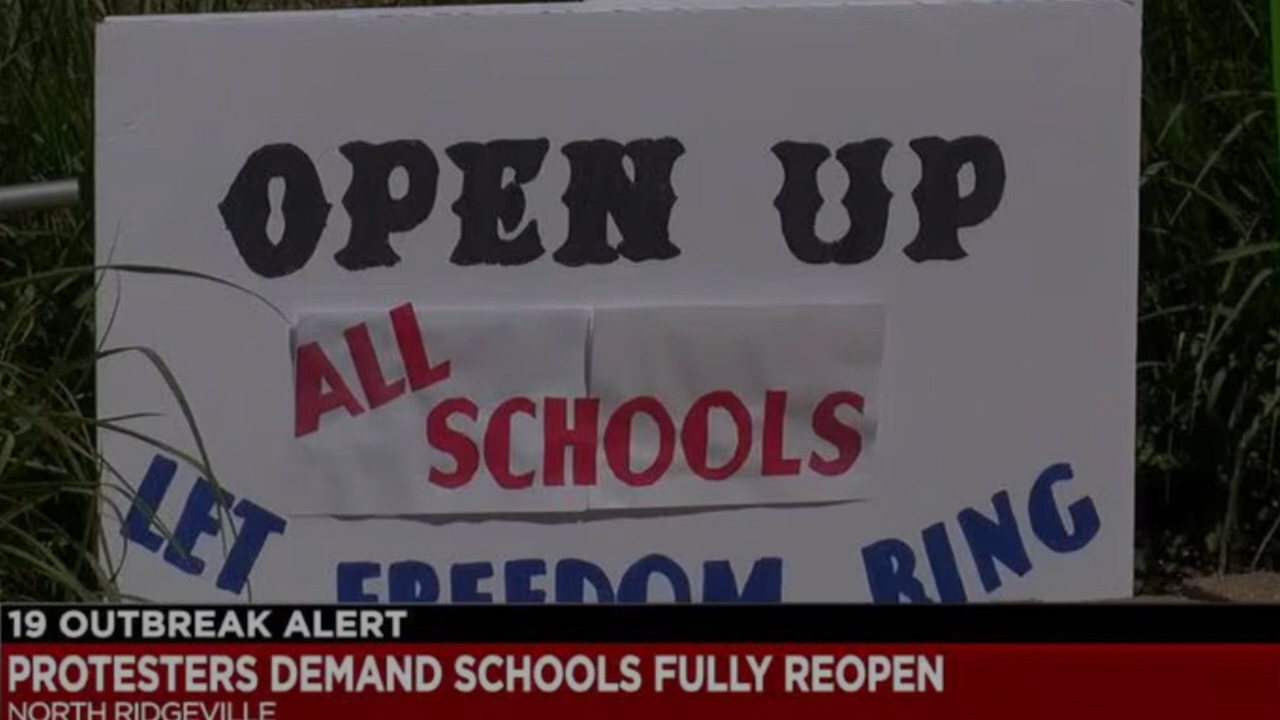 OPEN UP
ALL
SCHOOLS
LET FREEDOM RING
19 OUTBREAK ALERT
PROTESTERS DEMAND SCHOOLS FULLY REOPEN
NORTH RIDGEVILLE